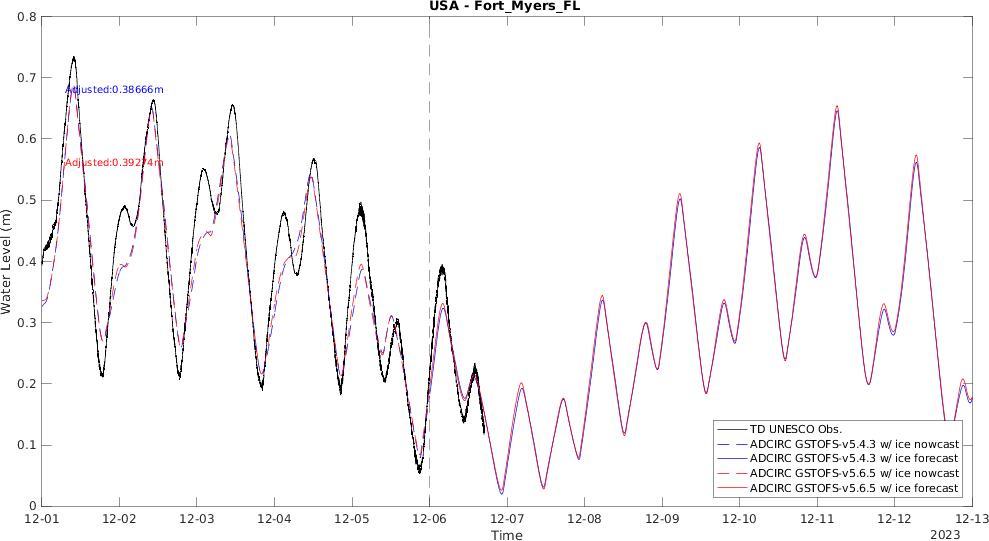 USA - Fort_Myers_FL
0.8
0.7
0.6
0.5
0.4
0.3
0.2
0.1
0
Water Level (m)
Adjusted:0.38666m
Adjusted:0.39274m
TD UNESCO Obs.
ADCIRC GSTOFS-v5.4.3 w/ ice nowcast
ADCIRC GSTOFS-v5.4.3 w/ ice forecast
ADCIRC GSTOFS-v5.6.5 w/ ice nowcast
ADCIRC GSTOFS-v5.6.5 w/ ice forecast
12-01 12-02 12-03 12-04 12-05 12-06 12-07 12-08 12-09 12-10 12-11 12-12 12-13
Time
2023